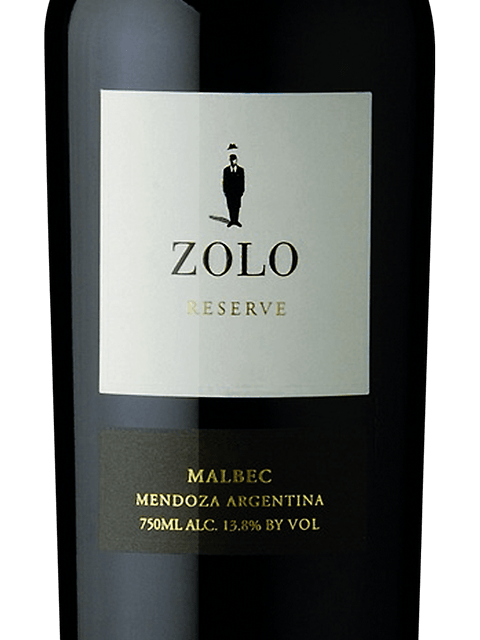 ZOLO
RESERVE
MALBEC
MENDOZA ARGENTINA
750ML ALC. 13.8% BY VOL